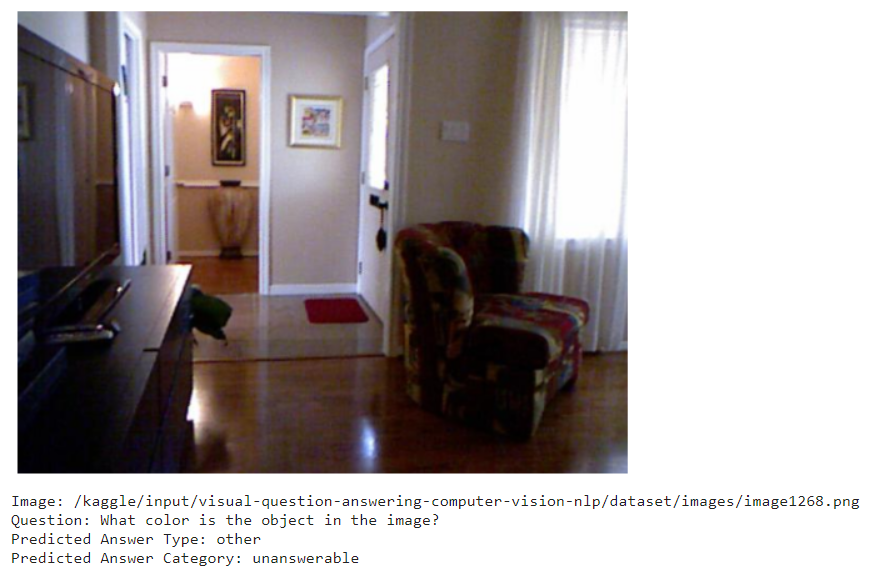 Image: /kaggle/input/visual-question-answering-computer-vision-nlp/dataset/images/image1268.png
Question: What color is the object in the image?
Predicted Answer Type: other
Predicted Answer Category: unanswerable